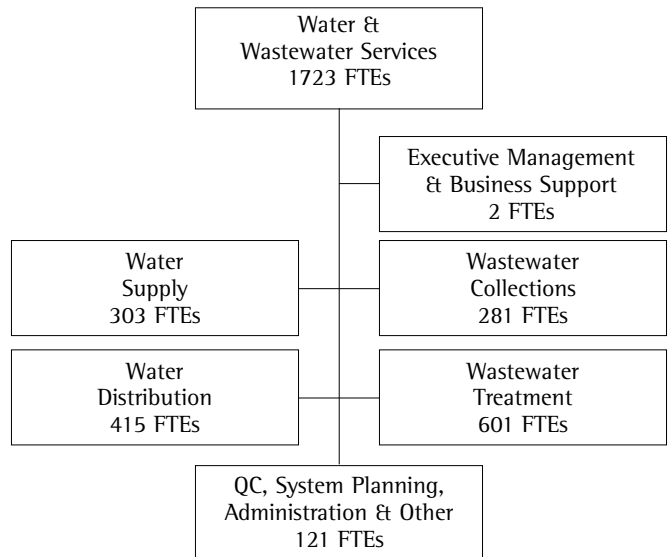 Water &
Wastewater Services
1723 FTEs
Executive Management
& Business Support
2 FTEs
Water
Supply
303 FTEs
Wastewater
Collections
281 FTEs
Water
Distribution
415 FTEs
Wastewater
Treatment
601 FTEs
QC, System Planning,
Administration & Other
121 FTEs